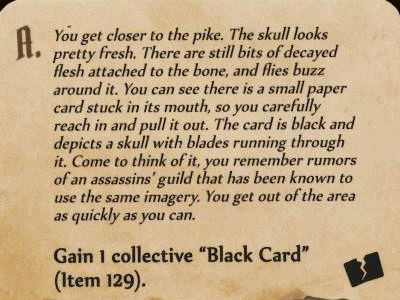 A. You get closer to the pike. The skull looks
pretty fresh. There are still bits of decayed
flesh attached to the bone, and flies buzz
around it. You can see there is a small paper
card stuck in its mouth, so you carefully
reach in and pull it out. The card is black and
depicts a skull with blades running through
it. Come to think of it, you remember rumors
of an assassins' guild that has been known to
use the same imagery. You get out of the area
as quickly as you can.
Gain 1 collective “Black Card”
(Item 129).